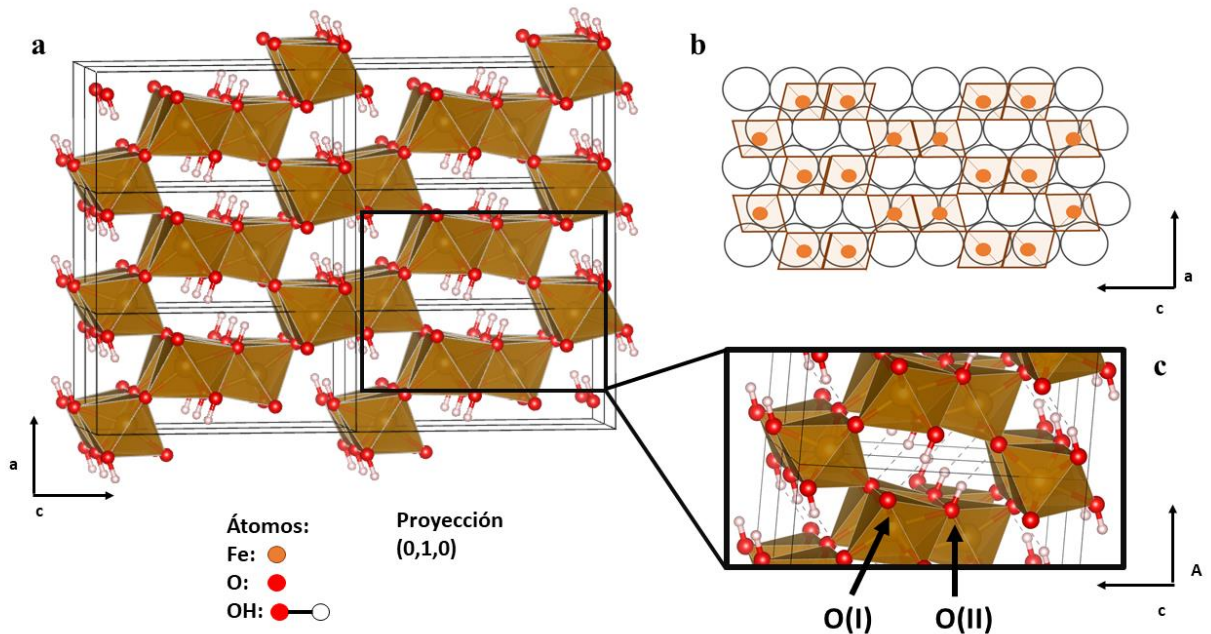 a
b
a
c
c
O(I)
O(II)
A
c
a
c
Átomos:
Fe:
O:
OH:
Proyección
(0,1,0)